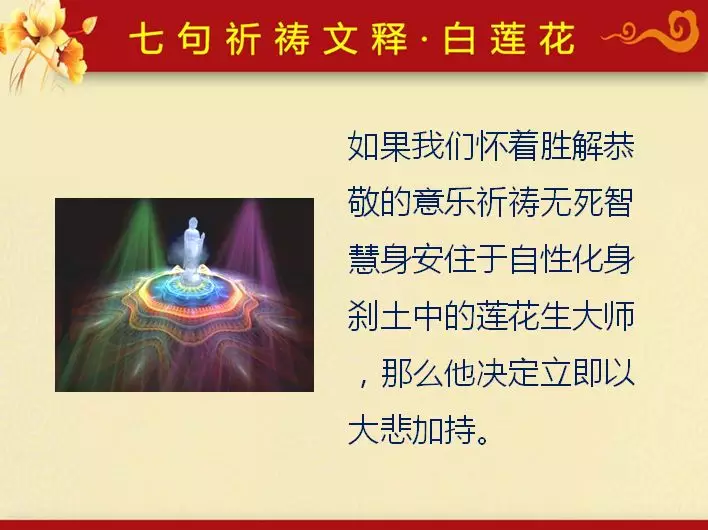 七句祈祷文释·白莲花
如果我们怀着胜解恭
敬的意乐祈祷无死智
慧身安住于自性化身
刹土中的莲花生大师
，那么他决定立即以
大悲加持。